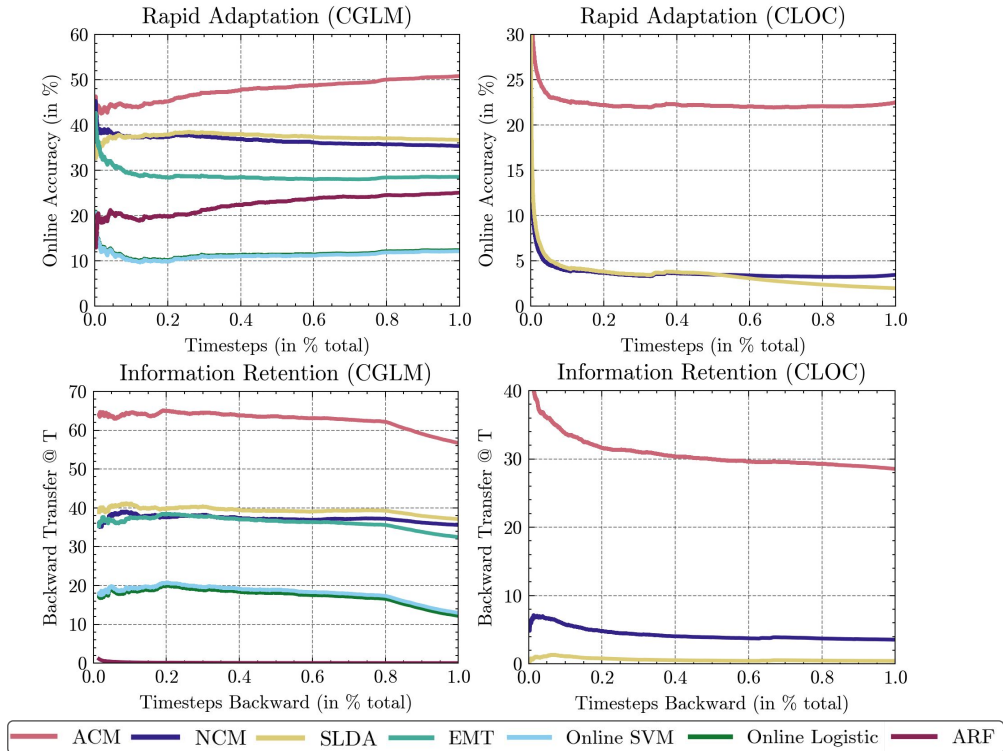 Rapid Adaptation (CGLM)
Online Accuracy (in %)
60
50
40
30
20
10
0
0.0 0.2 0.4 0.6 0.8 1.0
Timesteps (in % total)
Rapid Adaptation (CLOC)
Online Accuracy (in %)
30
25
20
15
10
5
0
0.0 0.2 0.4 0.6 0.8 1.0
Timesteps (in % total)
Information Retention (CGLM)
Backward Transfer @ T
70
60
50
40
30
20
10
0
0.0 0.2 0.4 0.6 0.8 1.0
Timesteps Backward (in % total)
Information Retention (CLOC)
Backward Transfer @ T
40
30
20
10
0
0.0 0.2 0.4 0.6 0.8 1.0
Timesteps Backward (in % total)
ACM NCM SLDA EMT Online SVM Online Logistic ARF